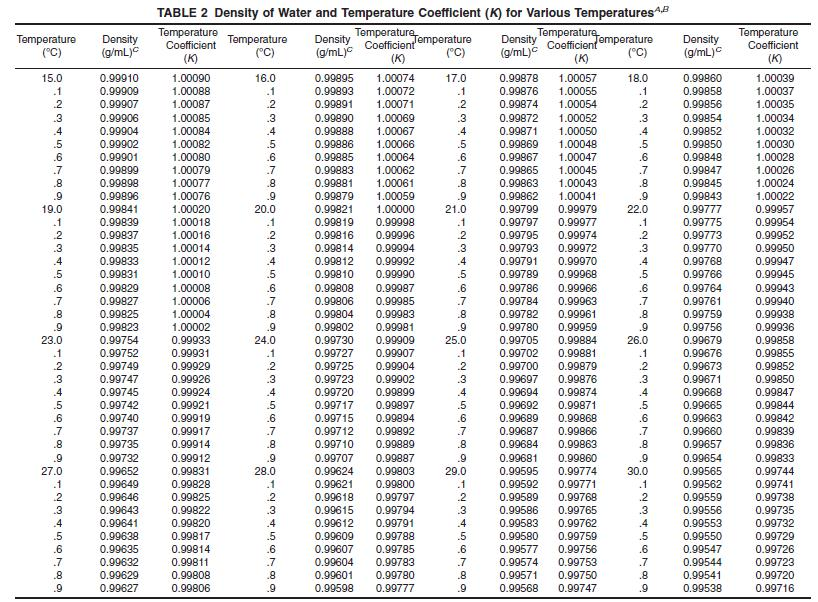 TABLE 2 Density of Water and Temperature Coefficient (K) for Various Temperatures^A,B
Temperature (°C) Density (g/mL)^C Temperature Coefficient (K) Temperature (°C) Density (g/mL)^C Temperature Coefficient (K) Temperature (°C) Density (g/mL)^C Temperature Coefficient (K) Temperature (°C) Density (g/mL)^C Temperature Coefficient (K)
15.0 0.99910 1.00090 16.0 0.99895 1.00074 17.0 0.99878 1.00057 18.0 0.99860 1.00039
.1 0.99909 1.00088 .1 0.99893 1.00072 .1 0.99876 1.00055 .1 0.99858 1.00037
.2 0.99907 1.00087 .2 0.99891 1.00071 .2 0.99874 1.00054 .2 0.99856 1.00035
.3 0.99906 1.00085 .3 0.99890 1.00069 .3 0.99872 1.00052 .3 0.99854 1.00034
.4 0.99904 1.00084 .4 0.99888 1.00067 .4 0.99871 1.00050 .4 0.99852 1.00032
.5 0.99902 1.00082 .5 0.99886 1.00066 .5 0.99869 1.00048 .5 0.99850 1.00030
.6 0.99901 1.00080 .6 0.99885 1.00064 .6 0.99867 1.00047 .6 0.99848 1.00028
.7 0.99899 1.00079 .7 0.99883 1.00062 .7 0.99865 1.00045 .7 0.99847 1.00026
.8 0.99898 1.00077 .8 0.99881 1.00061 .8 0.99863 1.00043 .8 0.99845 1.00024
.9 0.99896 1.00076 .9 0.99879 1.00059 .9 0.99862 1.00041 .9 0.99843 1.00022
19.0 0.99841 1.00020 20.0 0.99821 1.00000 21.0 0.99799 0.99979 22.0 0.99777 0.99957
.1 0.99839 1.00018 .1 0.99819 0.99998 .1 0.99797 0.99977 .1 0.99775 0.99954
.2 0.99837 1.00016 .2 0.99816 0.99996 .2 0.99795 0.99974 .2 0.99773 0.99952
.3 0.99835 1.00014 .3 0.99814 0.99994 .3 0.99793 0.99972 .3 0.99770 0.99950
.4 0.99833 1.00012 .4 0.99812 0.99992 .4 0.99791 0.99970 .4 0.99768 0.99947
.5 0.99831 1.00010 .5 0.99810 0.99990 .5 0.99789 0.99968 .5 0.99766 0.99945
.6 0.99829 1.00008 .6 0.99808 0.99987 .6 0.99786 0.99966 .6 0.99764 0.99943
.7 0.99827 1.00006 .7 0.99806 0.99985 .7 0.99784 0.99963 .7 0.99761 0.99940
.8 0.99825 1.00004 .8 0.99804 0.99983 .8 0.99782 0.99961 .8 0.99759 0.99938
.9 0.99823 1.00002 .9 0.99802 0.99981 .9 0.99780 0.99959 .9 0.99756 0.99936
23.0 0.99754 0.99933 24.0 0.99730 0.99909 25.0 0.99705 0.99884 26.0 0.99679 0.99858
.1 0.99752 0.99931 .1 0.99727 0.99907 .1 0.99702 0.99881 .1 0.99676 0.99855
.2 0.99749 0.99929 .2 0.99725 0.99904 .2 0.99700 0.99879 .2 0.99673 0.99852
.3 0.99747 0.99926 .3 0.99723 0.99902 .3 0.99697 0.99876 .3 0.99671 0.99850
.4 0.99745 0.99924 .4 0.99720 0.99899 .4 0.99694 0.99874 .4 0.99668 0.99847
.5 0.99742 0.99921 .5 0.99717 0.99897 .5 0.99692 0.99871 .5 0.99665 0.99844
.6 0.99740 0.99919 .6 0.99715 0.99894 .6 0.99689 0.99868 .6 0.99663 0.99842
.7 0.99737 0.99917 .7 0.99712 0.99892 .7 0.99687 0.99866 .7 0.99660 0.99839
.8 0.99735 0.99914 .8 0.99710 0.99889 .8 0.99684 0.99863 .8 0.99657 0.99836
.9 0.99732 0.99912 .9 0.99707 0.99887 .9 0.99681 0.99860 .9 0.99654 0.99833
27.0 0.99652 0.99831 28.0 0.99624 0.99803 29.0 0.99595 0.99774 30.0 0.99565 0.99744
.1 0.99649 0.99828 .1 0.99621 0.99800 .1 0.99592 0.99771 .1 0.99562 0.99741
.2 0.99646 0.99825 .2 0.99618 0.99797 .2 0.99589 0.99768 .2 0.99559 0.99738
.3 0.99643 0.99822 .3 0.99615 0.99794 .3 0.99586 0.99765 .3 0.99556 0.99735
.4 0.99641 0.99820 .4 0.99612 0.99791 .4 0.99583 0.99762 .4 0.99553 0.99732
.5 0.99638 0.99817 .5 0.99609 0.99788 .5 0.99580 0.99759 .5 0.99550 0.99729
.6 0.99635 0.99814 .6 0.99607 0.99785 .6 0.99577 0.99756 .6 0.99547 0.99726
.7 0.99632 0.99811 .7 0.99604 0.99783 .7 0.99574 0.99753 .7 0.99544 0.99723
.8 0.99629 0.99808 .8 0.99601 0.99780 .8 0.99571 0.99750 .8 0.99541 0.99720
.9 0.99627 0.99806 .9 0.99598 0.99777 .9 0.99568 0.99747 .9 0.99538 0.99716